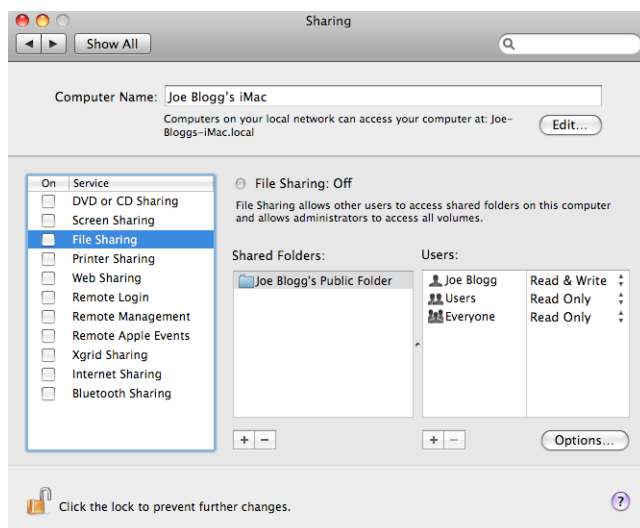 Sharing
Show All
Computer Name: Joe Blogg's iMac
Computers on your local network can access your computer at: Joe-
Bloggs-iMac.local
Edit...
On Service
DVD or CD Sharing
Screen Sharing
File Sharing
Printer Sharing
Web Sharing
Remote Login
Remote Management
Remote Apple Events
Xgrid Sharing
Internet Sharing
Bluetooth Sharing
File Sharing: Off
File Sharing allows other users to access shared folders on this computer
and allows administrators to access all volumes.
Shared Folders:
Joe Blogg's Public Folder
Users:
Joe Blogg Read & Write
Users Read Only
Everyone Read Only
+ −
+ −
Options...
Click the lock to prevent further changes.
?